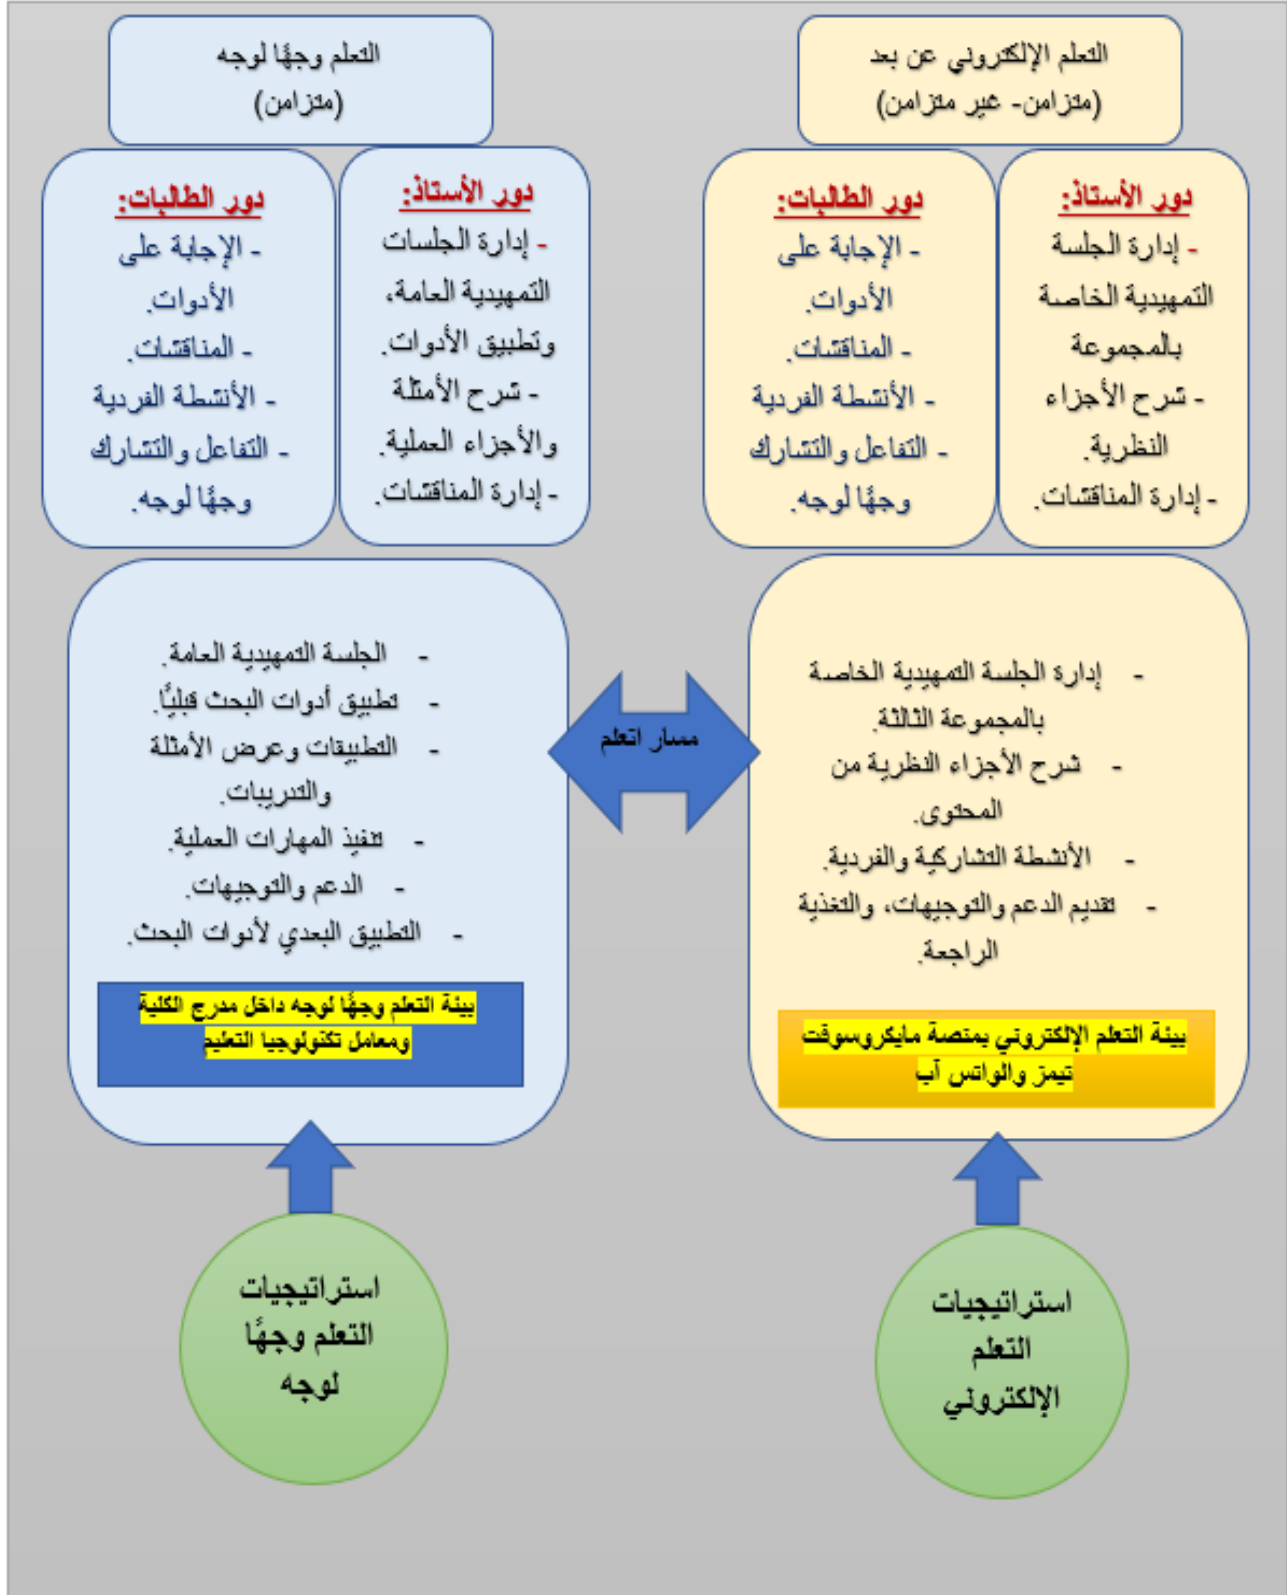 التعلم الإلكتروني عن بعد
(متزامن- غير متزامن)
دور الأستاذ:
- إدارة الجلسة
التمهيدية الخاصة
بالمجموعة
- شرح الأجزاء
النظرية.
- إدارة المناقشات.
دور الطالبات:
- الإجابة على
الأدوات.
- المناقشات.
- الأنشطة الفردية
- التفاعل والتشارك
وجهًا لوجه.
التعلم وجهًا لوجه
(متزامن)
دور الأستاذ:
- إدارة الجلسات
التمهيدية العامة،
وتطبيق الأدوات.
- شرح الأمثلة
والأجزاء العملية.
- إدارة المناقشات.
دور الطالبات:
- الإجابة على
الأدوات.
- المناقشات.
- الأنشطة الفردية
- التفاعل والتشارك
وجهًا لوجه.
- إدارة الجلسة التمهيدية الخاصة
بالمجموعة الثالثة.
- شرح الأجزاء النظرية من
المحتوى.
- الأنشطة التشاركية والفردية.
- تقديم الدعم والتوجيهات، والتغذية
الراجعة.
بيئة التعلم الإلكتروني بمنصة مايكروسوفت
تيمز والواتس آب
مسار اتعلم
- الجلسة التمهيدية العامة.
- تطبيق أدوات البحث قبليًا.
- التطبيقات وعرض الأمثلة
والتدريبات.
- تنفيذ المهارات العملية.
- الدعم والتوجيهات.
- التطبيق البعدي لأدوات البحث.
بيئة التعلم وجهًا لوجه داخل مدرج الكلية
ومعامل تكنولوجيا التعليم
استراتيجيات
التعلم
الإلكتروني
استراتيجيات
التعلم وجهًا
لوجه